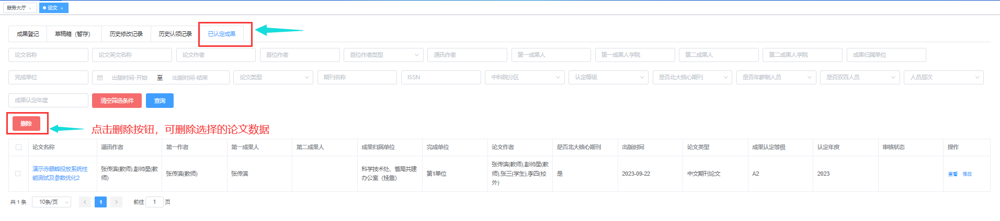 服务大厅 ×
论文 ×
成果登记 草稿箱（暂存） 历史修改记录 历史认领记录 已认定成果
论文名称 论文英文名称 论文作者 首位作者 首位作者类型 通讯作者 第一成果人 第一成果人学院 第二成果人 第二成果人学院 成果归属单位
完成单位 出版时间-开始 至 出版时间-结束 论文类型 期刊名称 ISSN 中科院分区 认定等级 是否北大核心期刊 是否年薪制人员 是否双百人员 人员层次
成果认定年度 清空筛选条件 查询
删除
点击删除按钮，可删除选择的论文数据
论文名称 通讯作者 第一作者 第一成果人 第二成果人 成果归属单位 完成单位 论文作者 是否北大核心期刊 出版时间 论文类型 成果认定等级 认定年度 审核状态 操作
演示赤眼蜂投放系统性
能测试及参数优化2
张传滨(教师),彭帅星(教
师)
张传滨(教师)
张传滨
科学技术处、省局共建
办公室（挂靠）
第1单位
张传滨(教师),彭帅星(教
师),张三(学生),李四(校
外)
是
2023-09-22
中文期刊论文
A2
2023
查看 修改
共 1 条 10条/页 1 前往 1 页